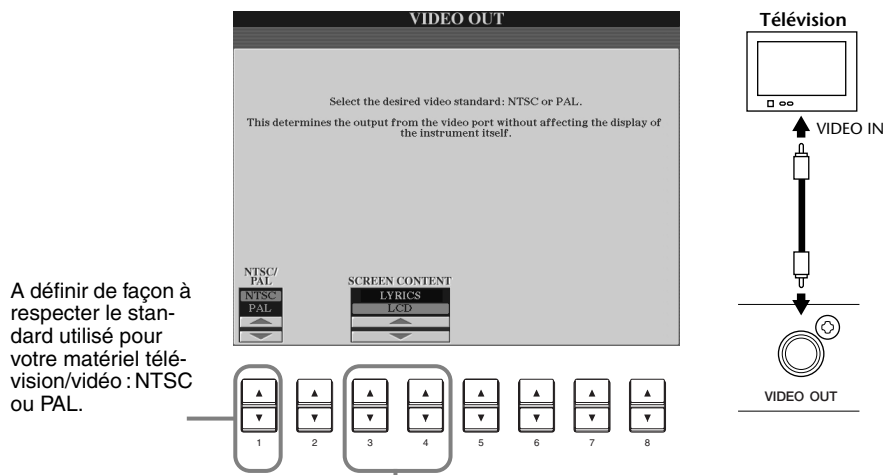 VIDEO OUT
Select the desired video standard: NTSC or PAL.
This determines the output from the video port without affecting the display of
the instrument itself.
NTSC/
PAL
NTSC
PAL
SCREEN CONTENT
LYRICS
LCD
A définir de façon à
respecter le stan-
dard utilisé pour
votre matériel télé-
vision/vidéo : NTSC
ou PAL.
1 2 3 4 5 6 7 8
Télévision
VIDEO IN
VIDEO OUT